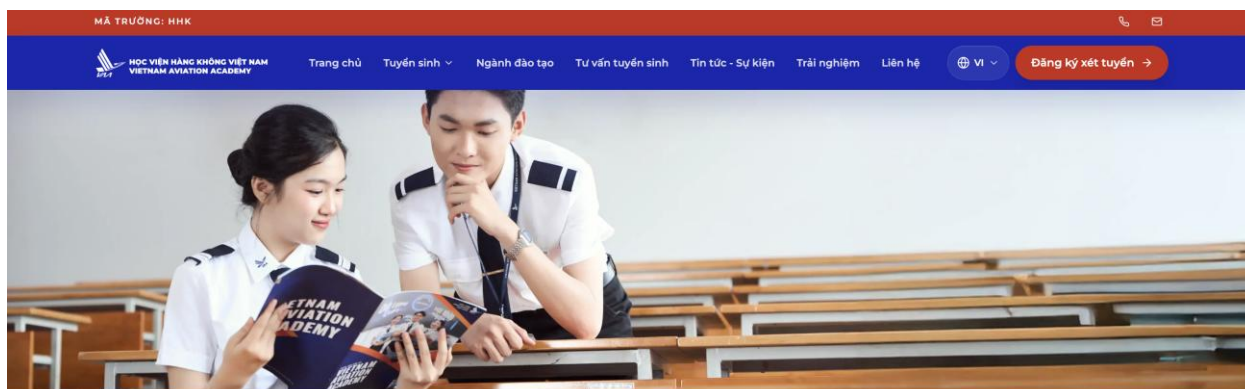 MÃ TRƯỜNG: HHK
HỌC VIỆN HÀNG KHÔNG VIỆT NAM
VIETNAM AVIATION ACADEMY
Trang chủ
Tuyển sinh
Ngành đào tạo
Tư vấn tuyển sinh
Tin tức - Sự kiện
Trải nghiệm
Liên hệ
VI
Đăng ký xét tuyển →
VIETNAM
AVIATION
ACADEMY